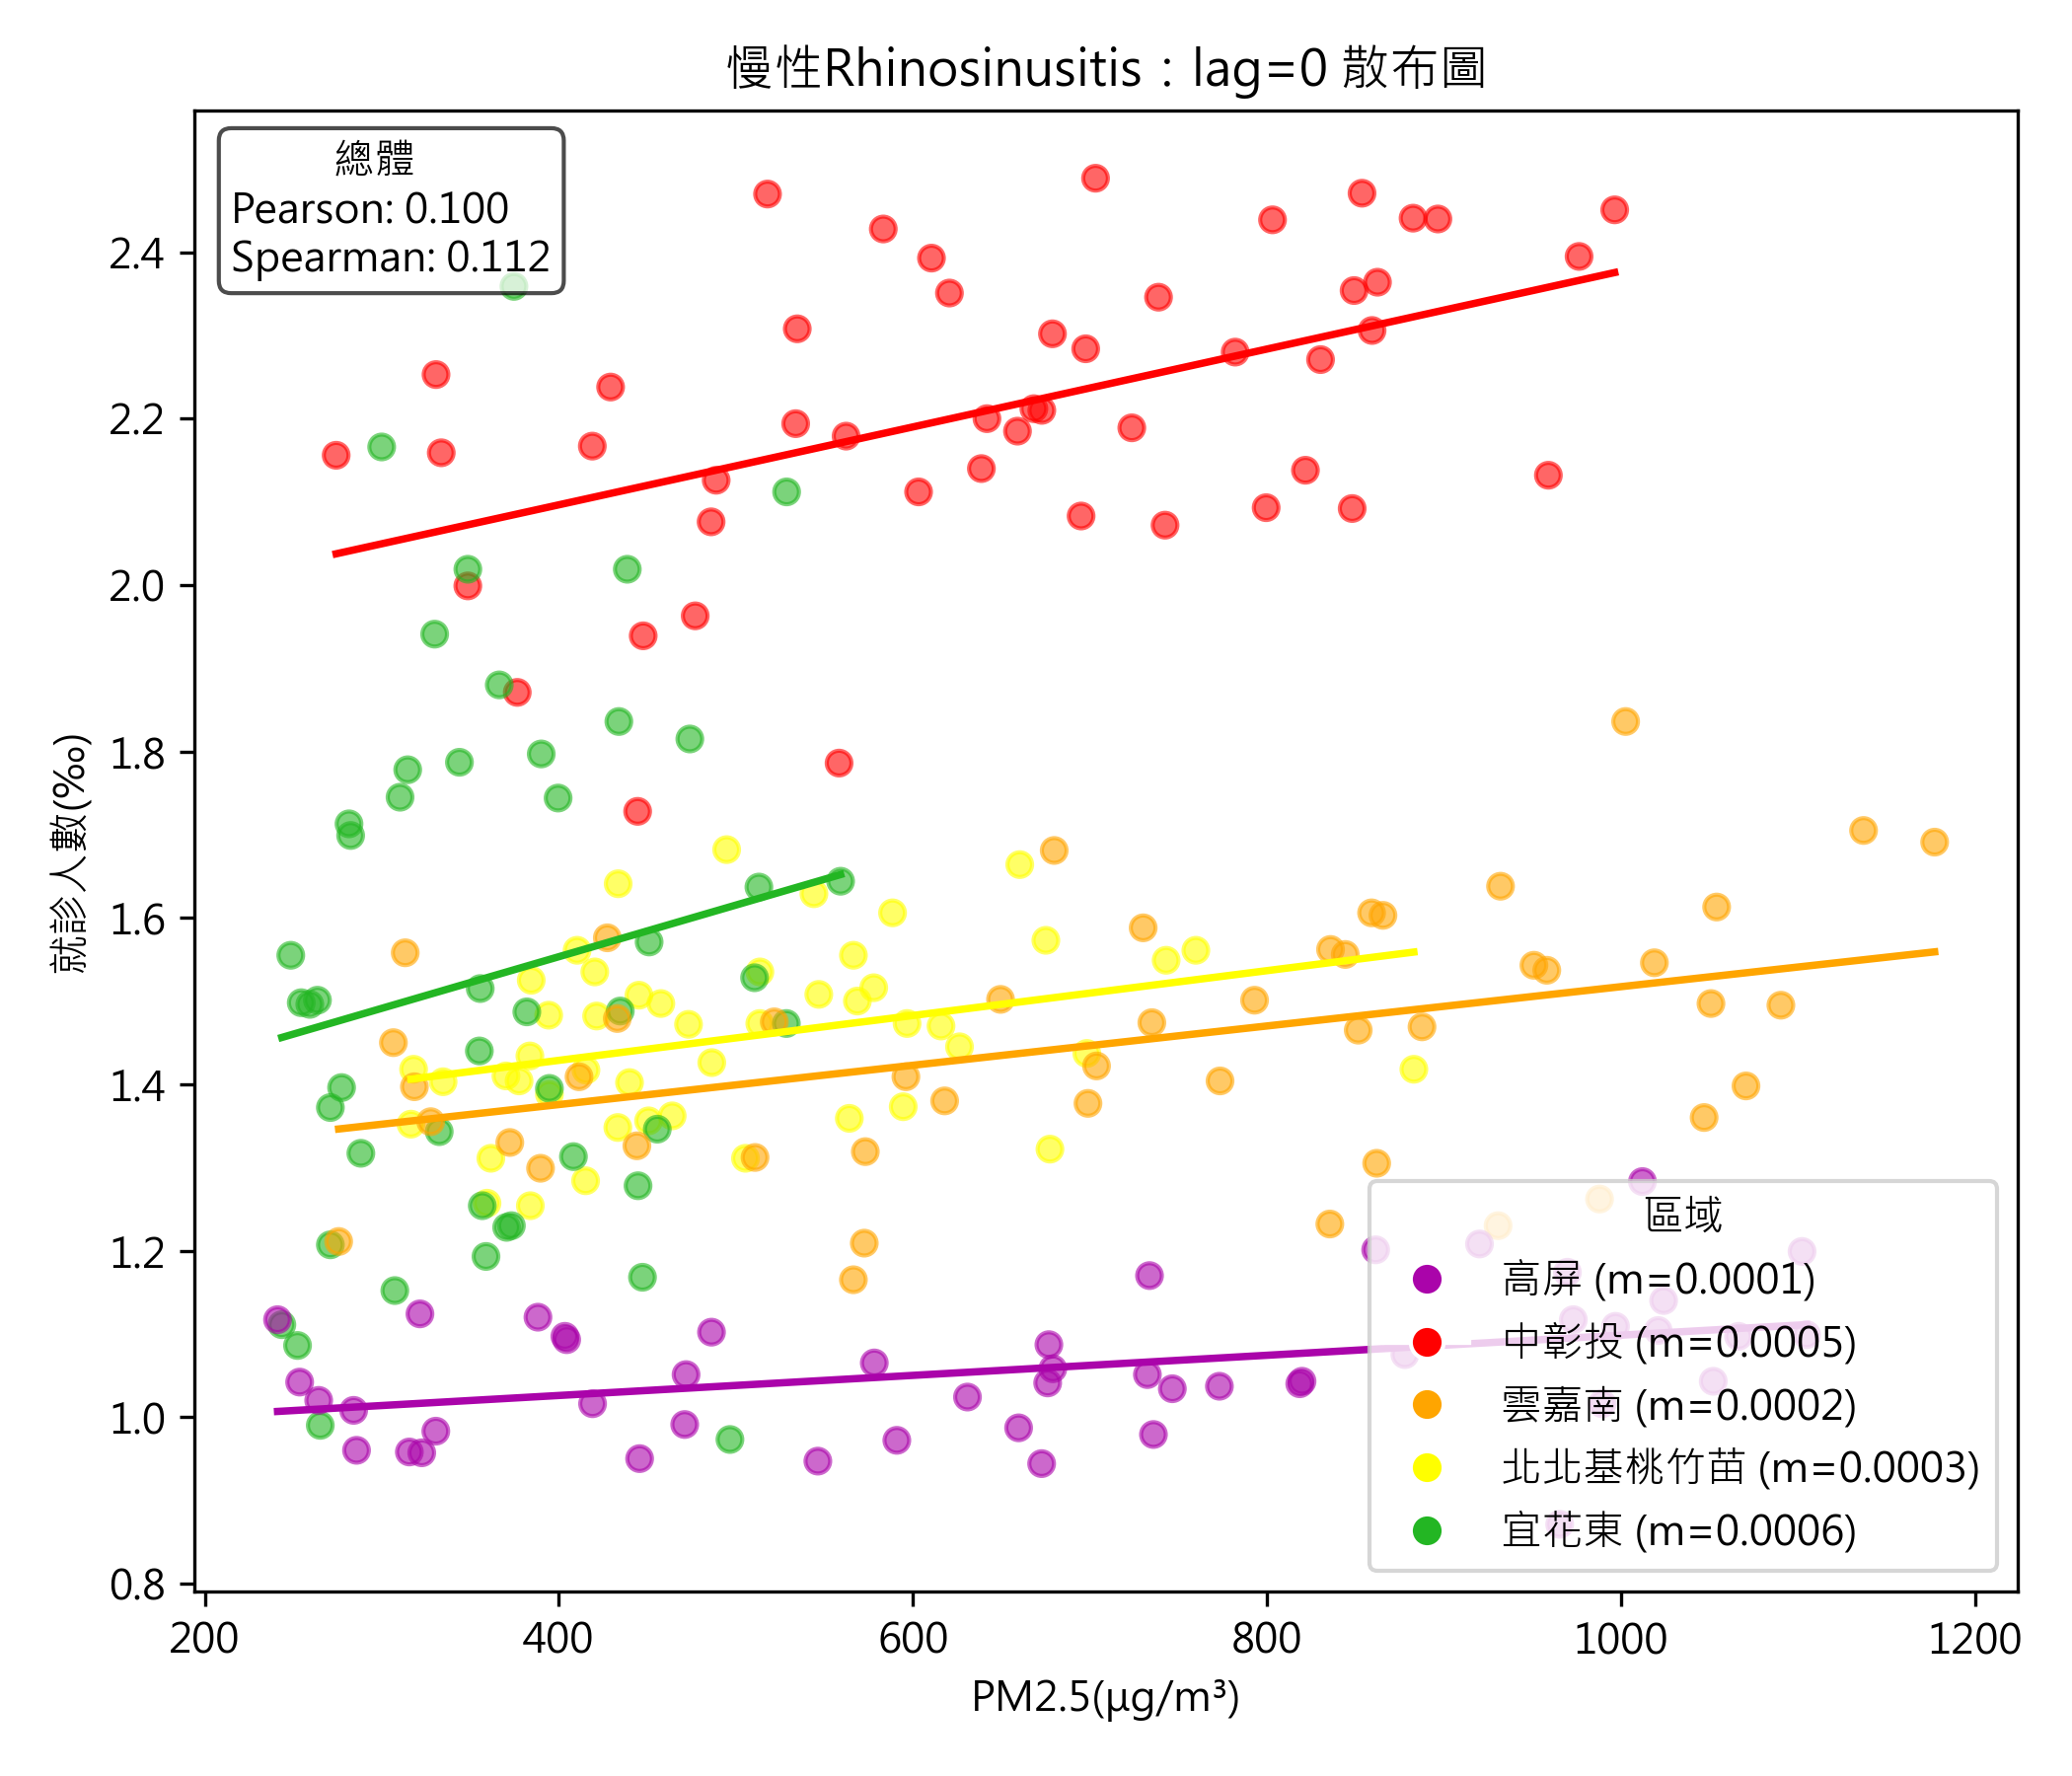 慢性Rhinosinusitis：lag=0 散布圖
總體
Pearson: 0.100
Spearman: 0.112
就診人數(‰)
2.4
2.2
2.0
1.8
1.6
1.4
1.2
1.0
0.8
區域
高屏 (m=0.0001)
中彰投 (m=0.0005)
雲嘉南 (m=0.0002)
北北基桃竹苗 (m=0.0003)
宜花東 (m=0.0006)
200 400 600 800 1000 1200
PM2.5(μg/m³)